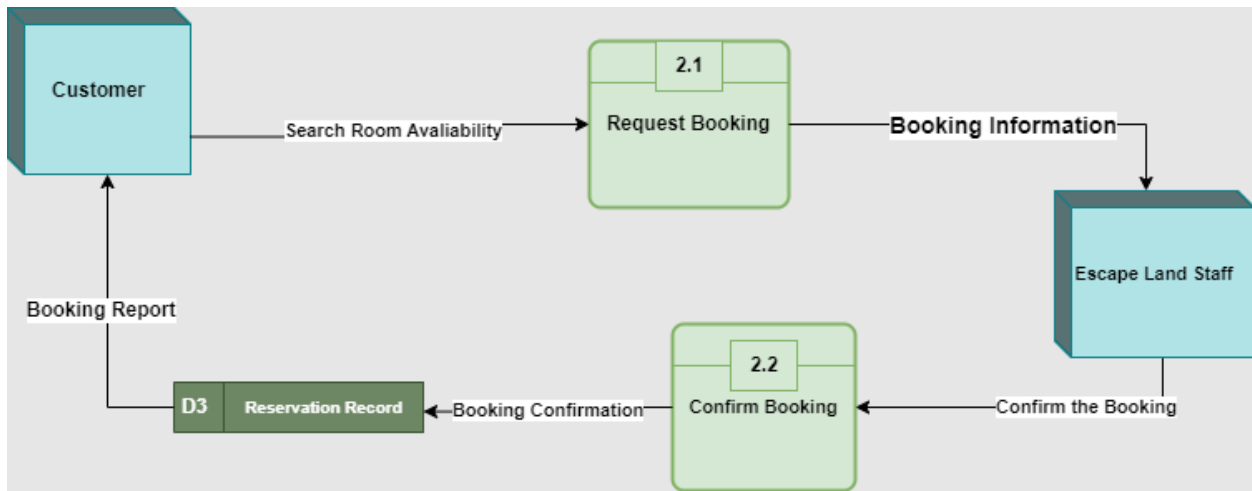 Customer
2.1
Request Booking
Search Room Avaliability
Booking Information
Escape Land Staff
Booking Report
2.2
Confirm Booking
D3
Reservation Record
Booking Confirmation
Confirm the Booking